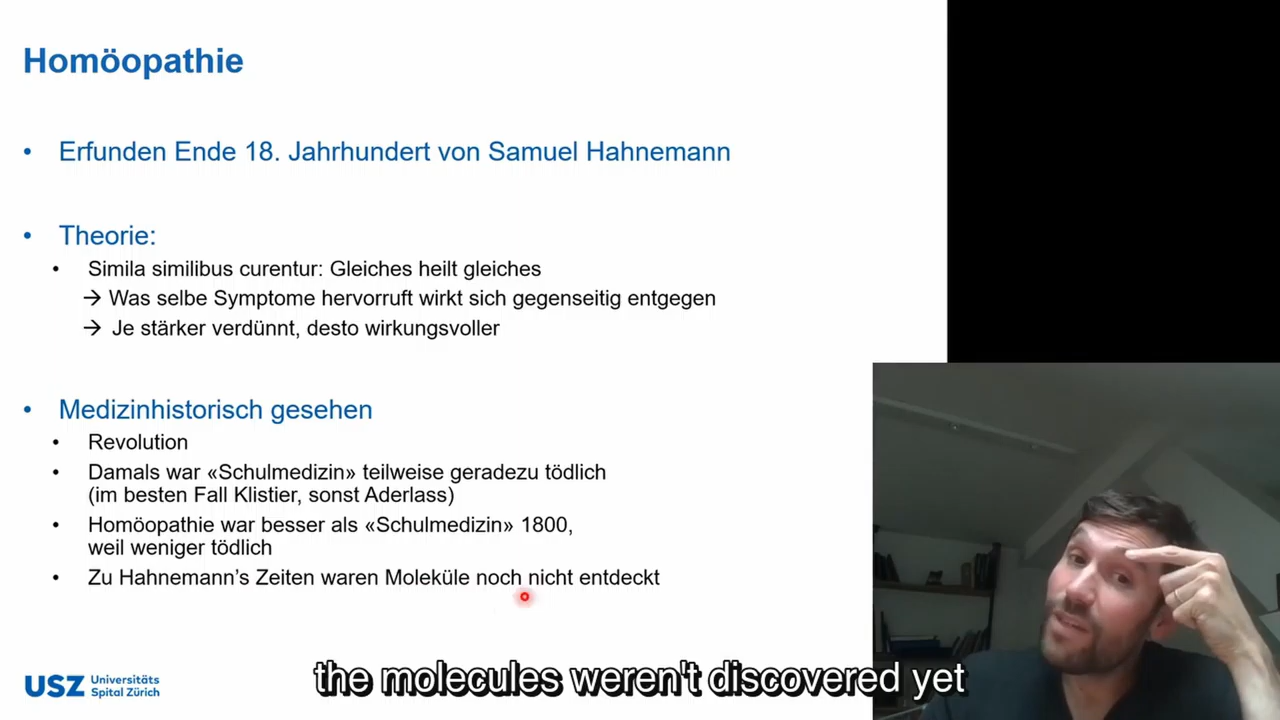 Homöopathie
• Erfunden Ende 18. Jahrhundert von Samuel Hahnemann
• Theorie:
• Simila similibus curentur: Gleiches heilt gleiches
→ Was selbe Symptome hervorruft wirkt sich gegenseitig entgegen
→ Je stärker verdünnt, desto wirkungsvoller
• Medizinhistorisch gesehen
• Revolution
• Damals war «Schulmedizin» teilweise geradezu tödlich
(im besten Fall Klistier, sonst Aderlass)
• Homöopathie war besser als «Schulmedizin» 1800,
weil weniger tödlich
• Zu Hahnemann's Zeiten waren Moleküle noch nicht entdeckt
USZ Universitäts
Spital Zürich
the molecules weren't discovered yet